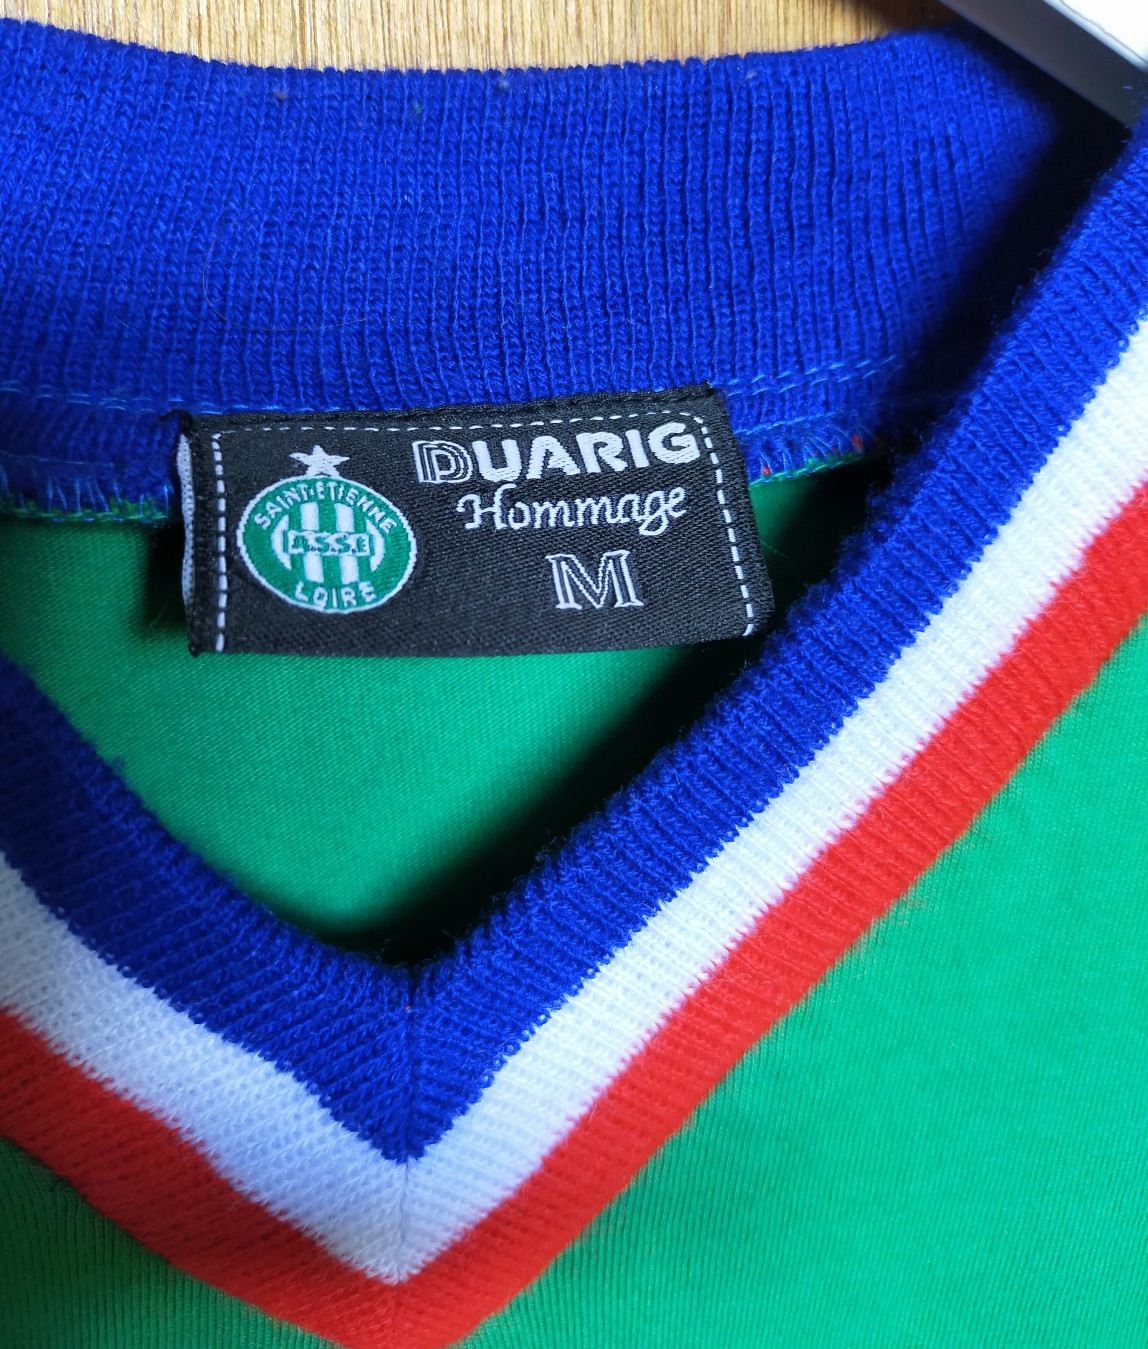 SAINT-ETIENNE
ASSE
LOIRE
DUARIG
Hommage
M